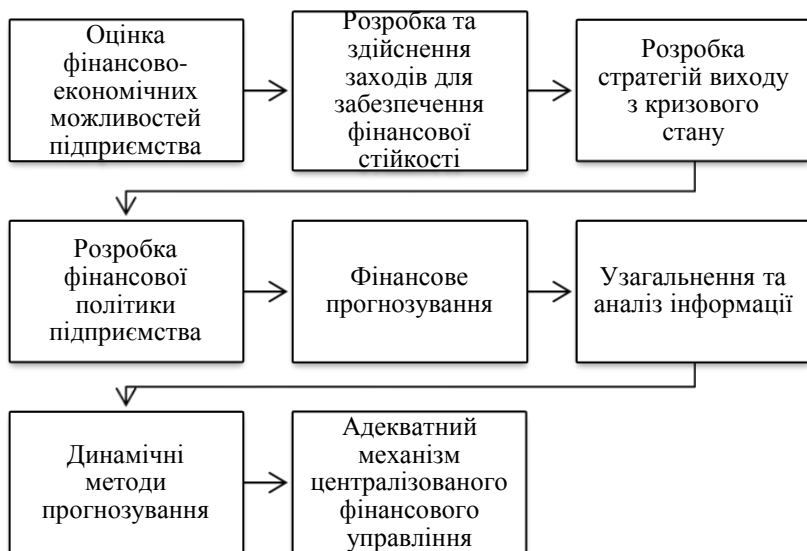 Оцінка
фінансово-
економічних
можливостей
підприємства
Розробка та
здійснення
заходів для
забезпечення
фінансової
стійкості
Розробка
стратегій виходу
з кризового
стану
Розробка
фінансової
політики
підприємства
Фінансове
прогнозування
Узагальнення та
аналіз інформації
Динамічні
методи
прогнозування
Адекватний
механізм
централізованого
фінансового
управління